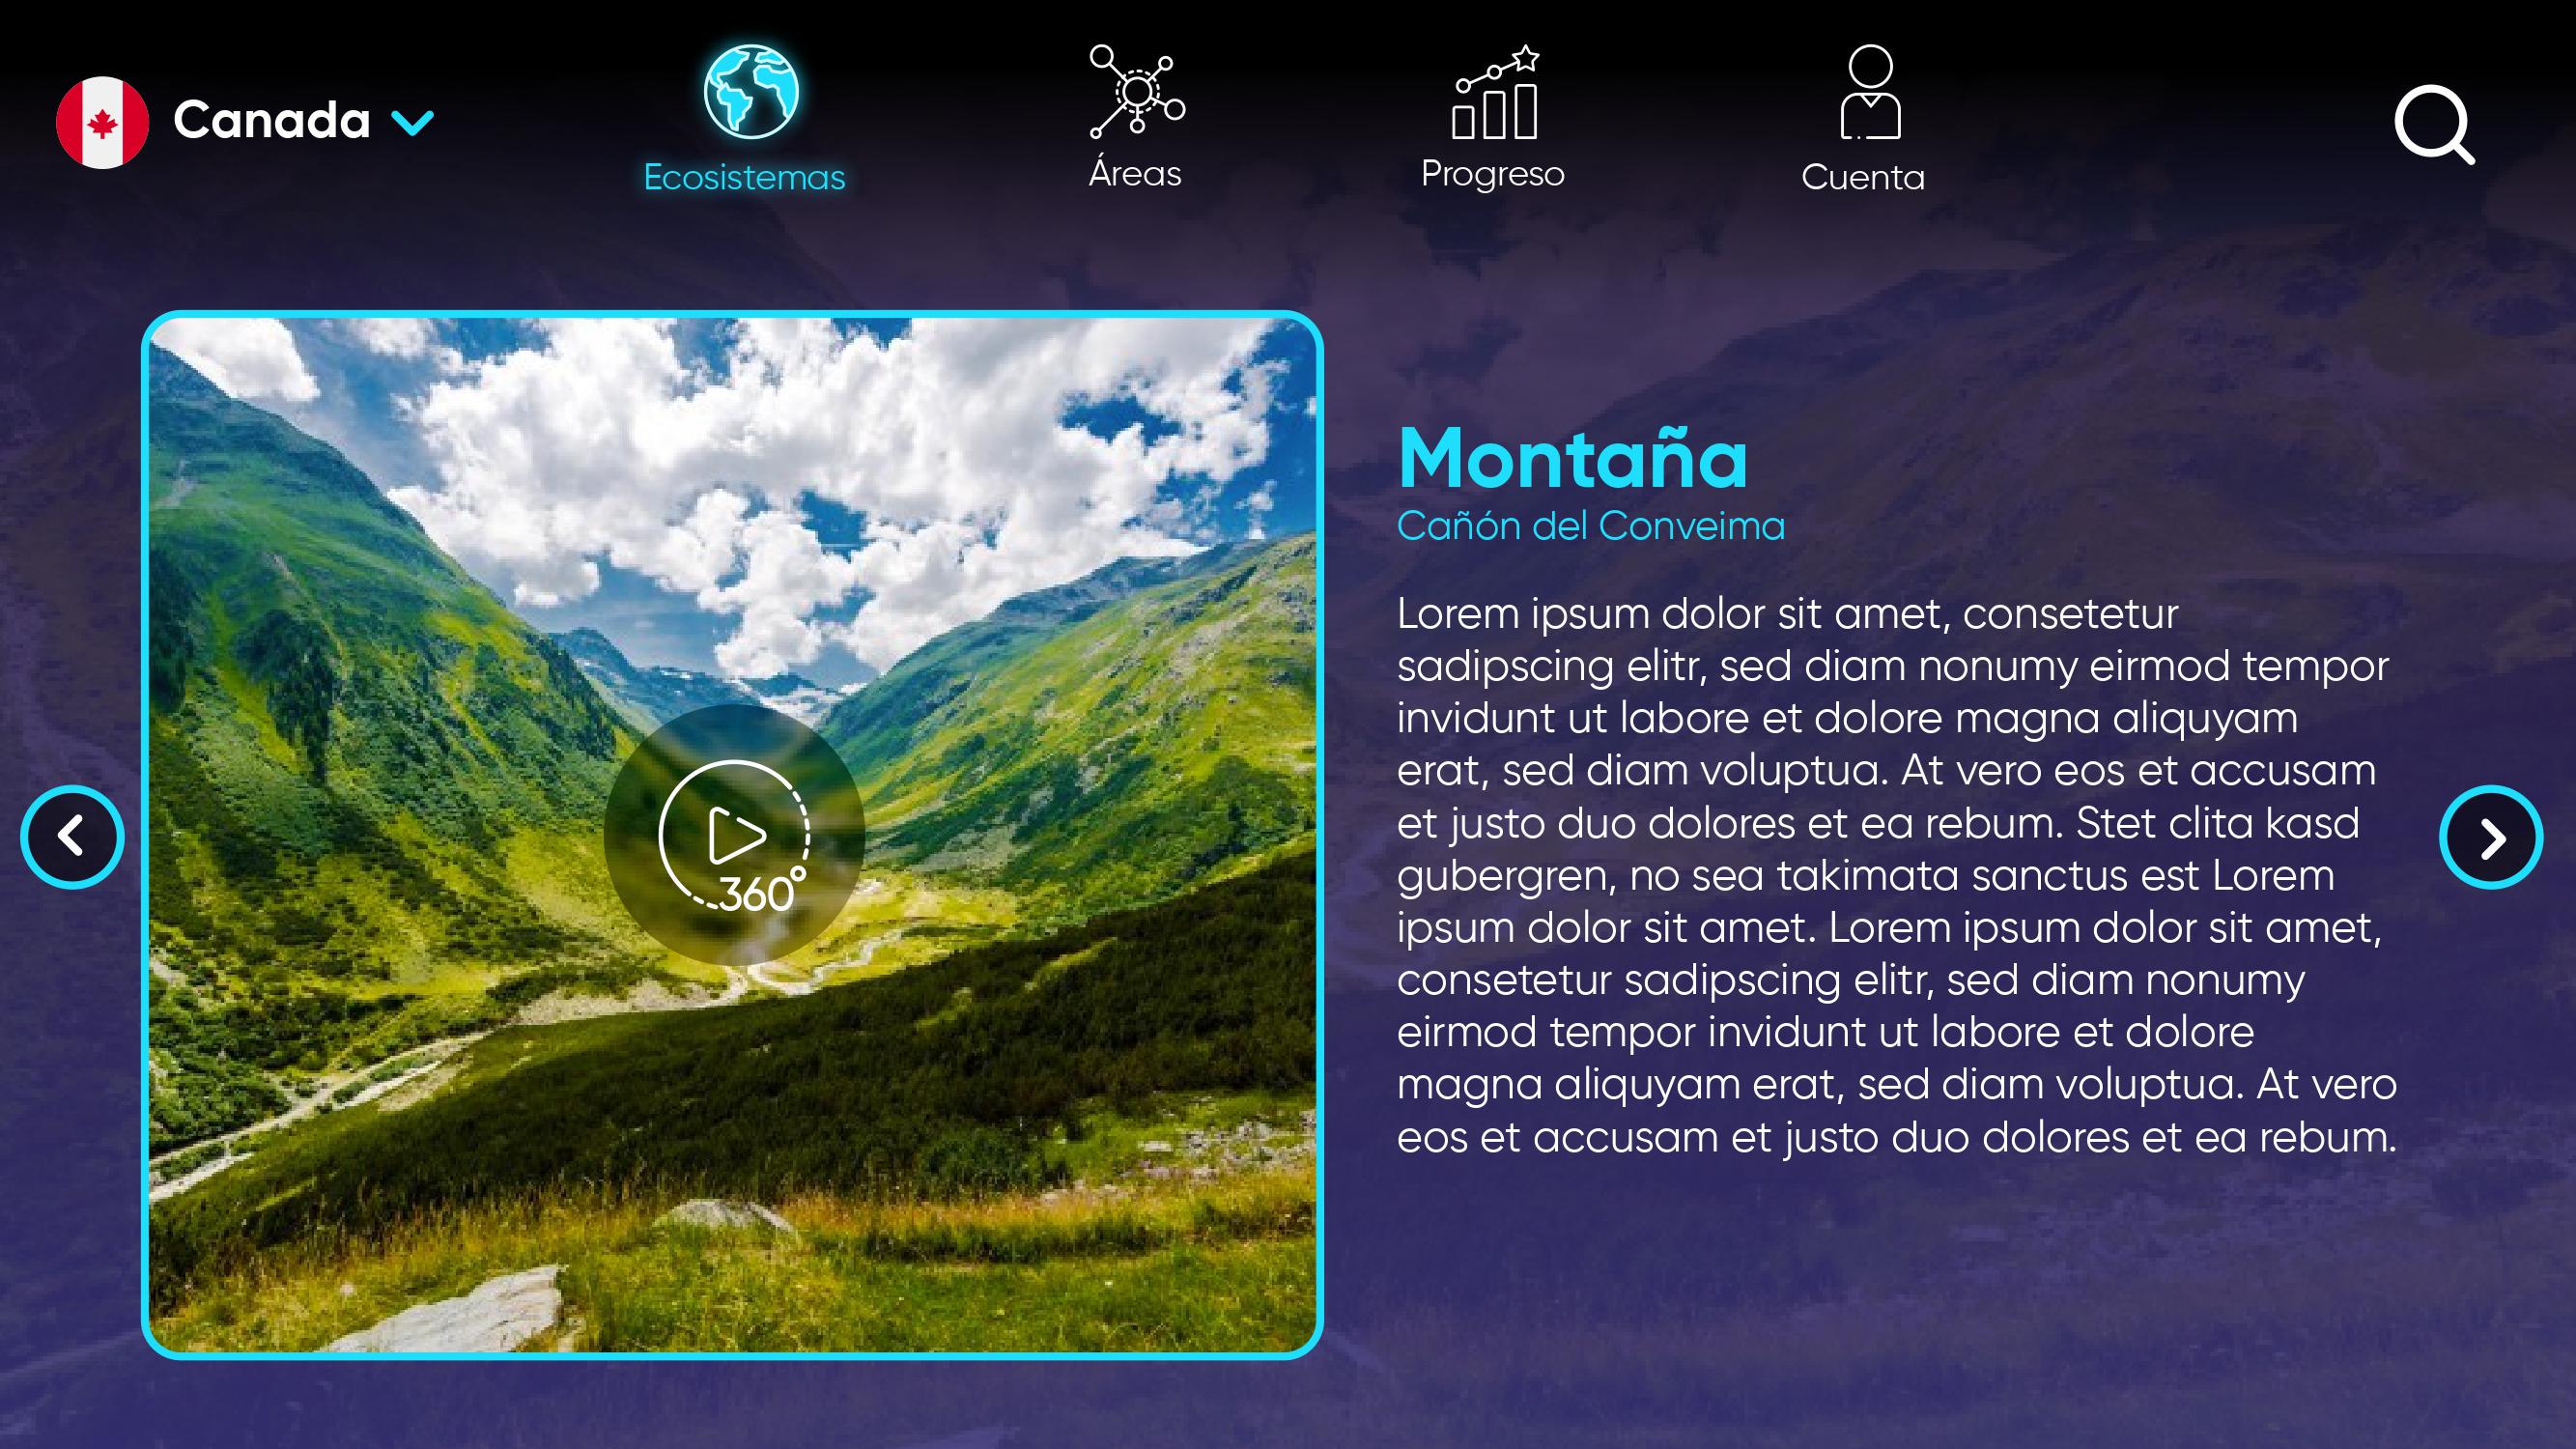 Canada
Ecosistemas
Áreas
Progreso
Cuenta
Montaña
Cañón del Conveima
Lorem ipsum dolor sit amet, consetetur
sadipscing elitr, sed diam nonumy eirmod tempor
invidunt ut labore et dolore magna aliquyam
erat, sed diam voluptua. At vero eos et accusam
et justo duo dolores et ea rebum. Stet clita kasd
gubergren, no sea takimata sanctus est Lorem
ipsum dolor sit amet. Lorem ipsum dolor sit amet,
consetetur sadipscing elitr, sed diam nonumy
eirmod tempor invidunt ut labore et dolore
magna aliquyam erat, sed diam voluptua. At vero
eos et accusam et justo duo dolores et ea rebum.
360°